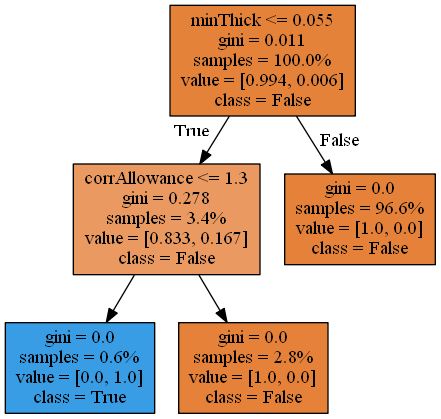 minThick <= 0.055
gini = 0.011
samples = 100.0%
value = [0.994, 0.006]
class = False
True
False
corrAllowance <= 1.3
gini = 0.278
samples = 3.4%
value = [0.833, 0.167]
class = False
gini = 0.0
samples = 96.6%
value = [1.0, 0.0]
class = False
gini = 0.0
samples = 0.6%
value = [0.0, 1.0]
class = True
gini = 0.0
samples = 2.8%
value = [1.0, 0.0]
class = False